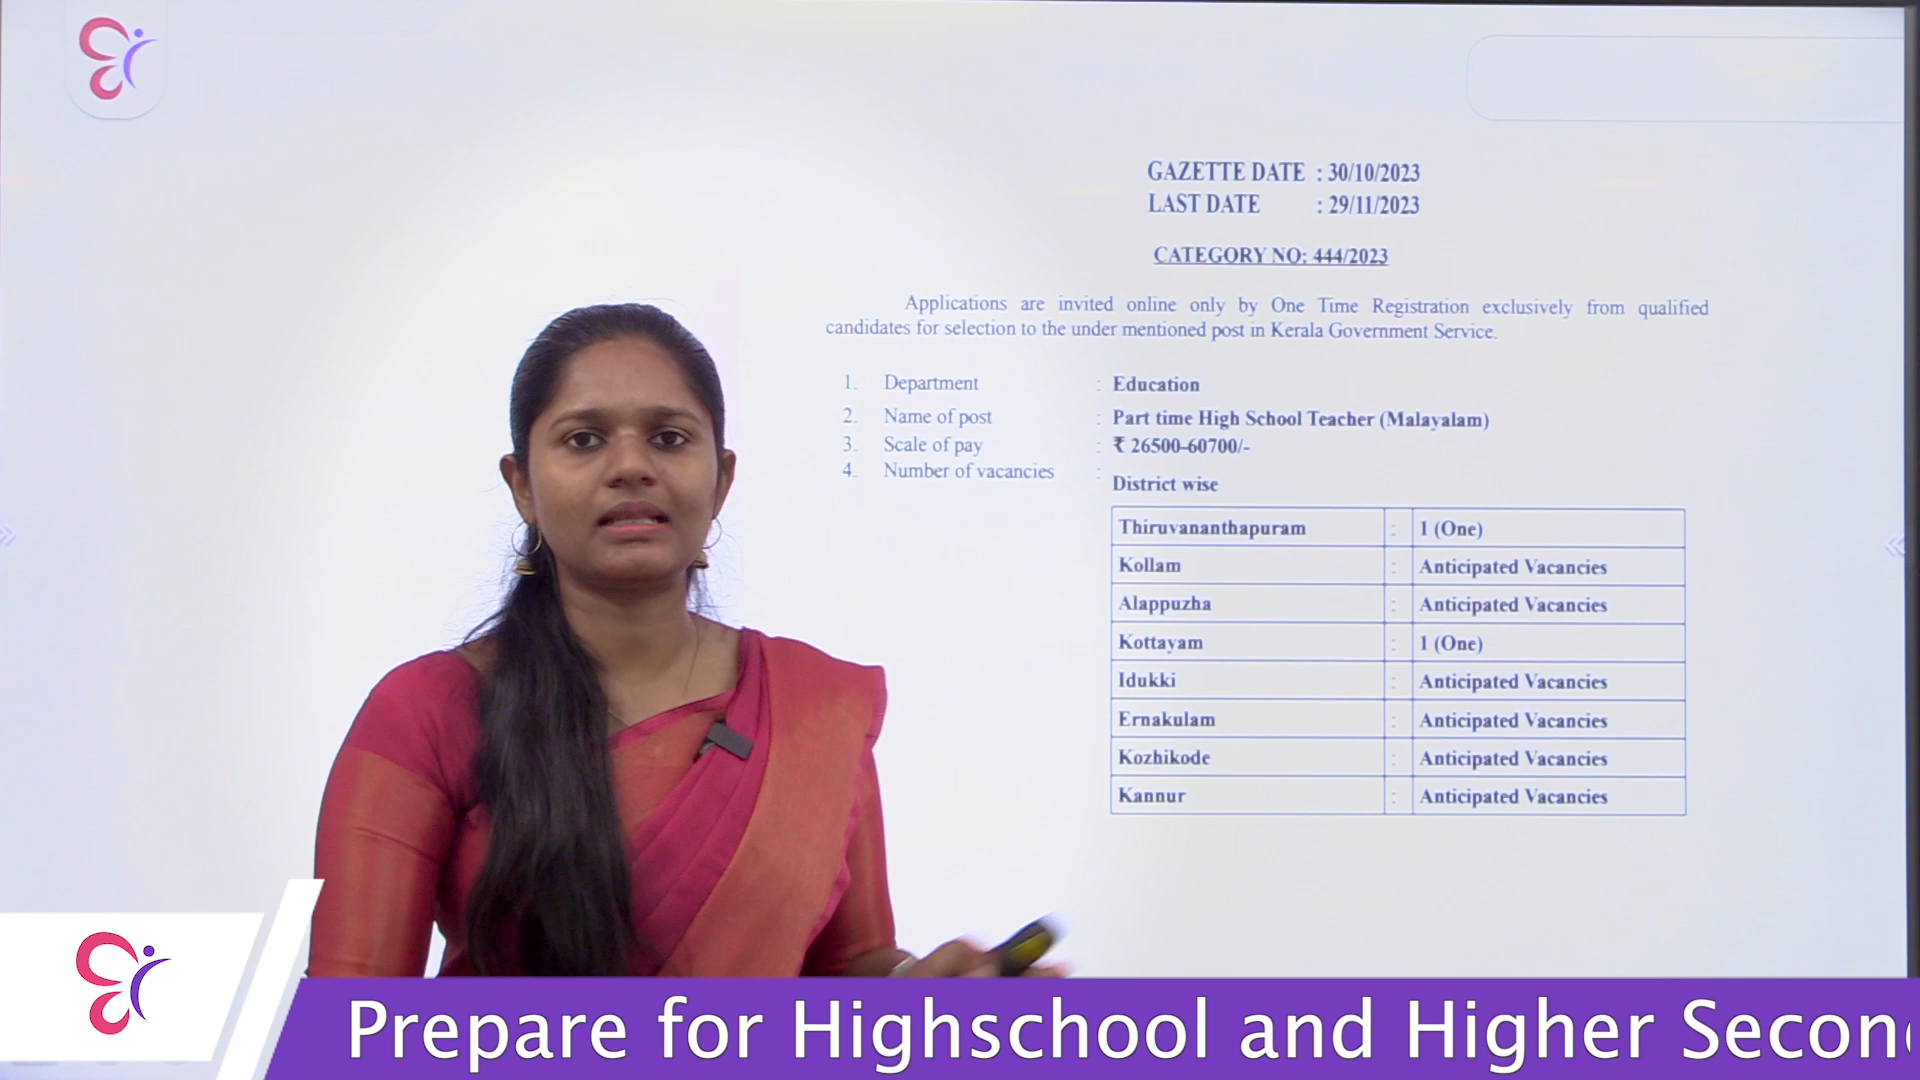 GAZETTE DATE : 30/10/2023
LAST DATE : 29/11/2023
CATEGORY NO: 444/2023
Applications are invited online only by One Time Registration exclusively from qualified
candidates for selection to the under mentioned post in Kerala Government Service.
1. Department : Education
2. Name of post : Part time High School Teacher (Malayalam)
3. Scale of pay : ₹ 26500-60700/-
4. Number of vacancies :
District wise
Thiruvananthapuram : 1 (One)
Kollam : Anticipated Vacancies
Alappuzha : Anticipated Vacancies
Kottayam : 1 (One)
Idukki : Anticipated Vacancies
Ernakulam : Anticipated Vacancies
Kozhikode : Anticipated Vacancies
Kannur : Anticipated Vacancies
Prepare for Highschool and Higher Secon